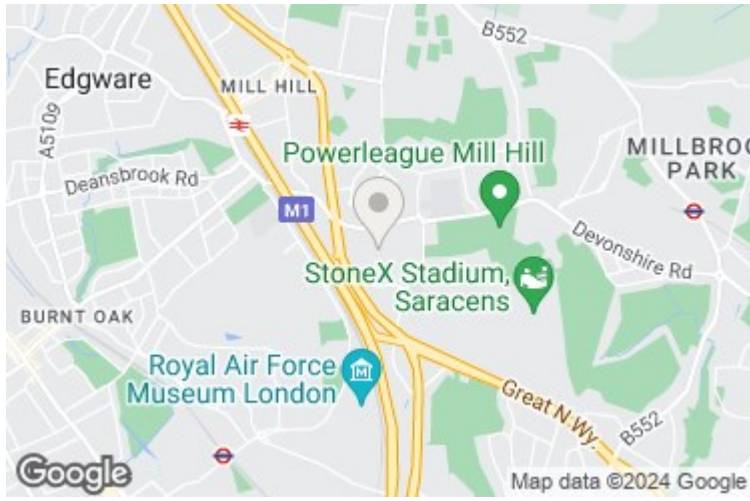 B552
Edgware
MILL HILL
A5109
MILLBROO
PARK
Powerleague Mill Hill
Deansbrook Rd
M1
Devonshire Rd
StoneX Stadium,
Saracens
BURNT OAK
Royal Air Force
Museum London
M
Great N Wy.
B552
Google
Map data ©2024 Google